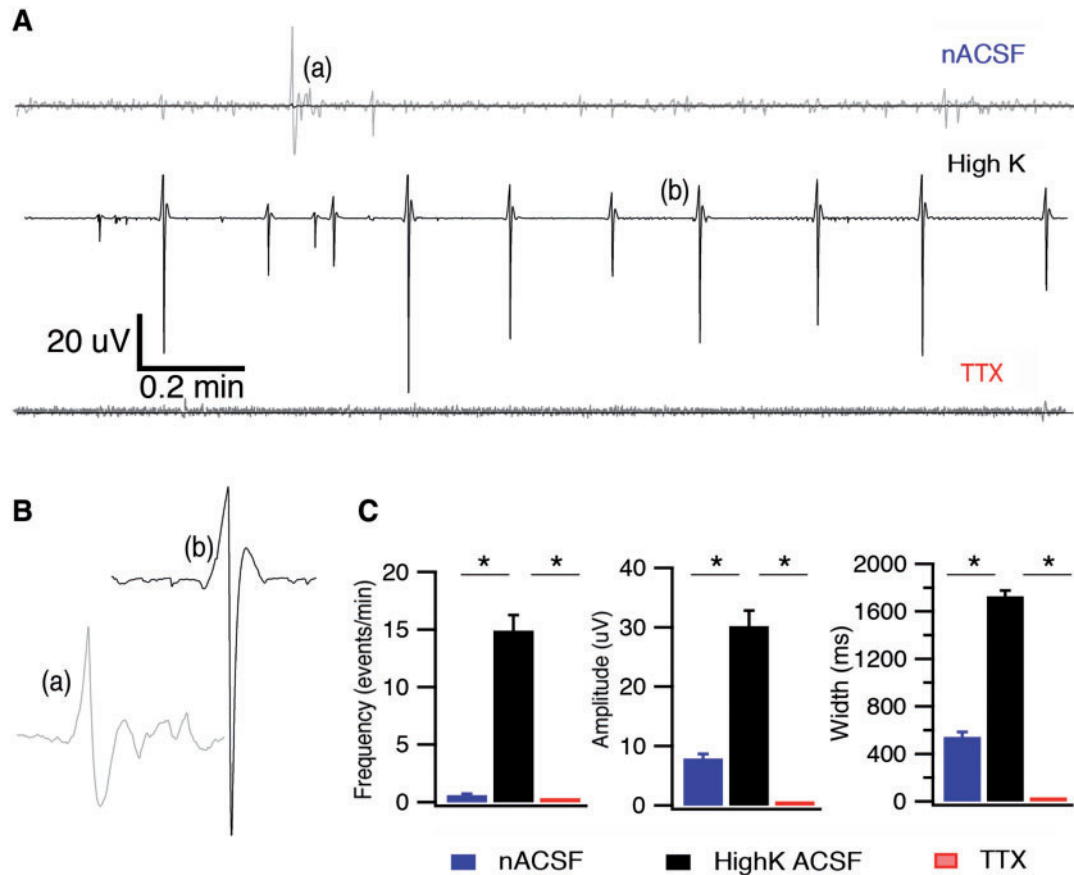 A
(a)
nACSF
High K
(b)
20 uV
0.2 min
TTX
B
(b)
(a)
C
* *
Frequency (events/min)
20
15
10
5
0
* *
Amplitude (uV)
40
30
20
10
0
* *
Width (ms)
2000
1600
1200
800
400
0
nACSF HighK ACSF TTX